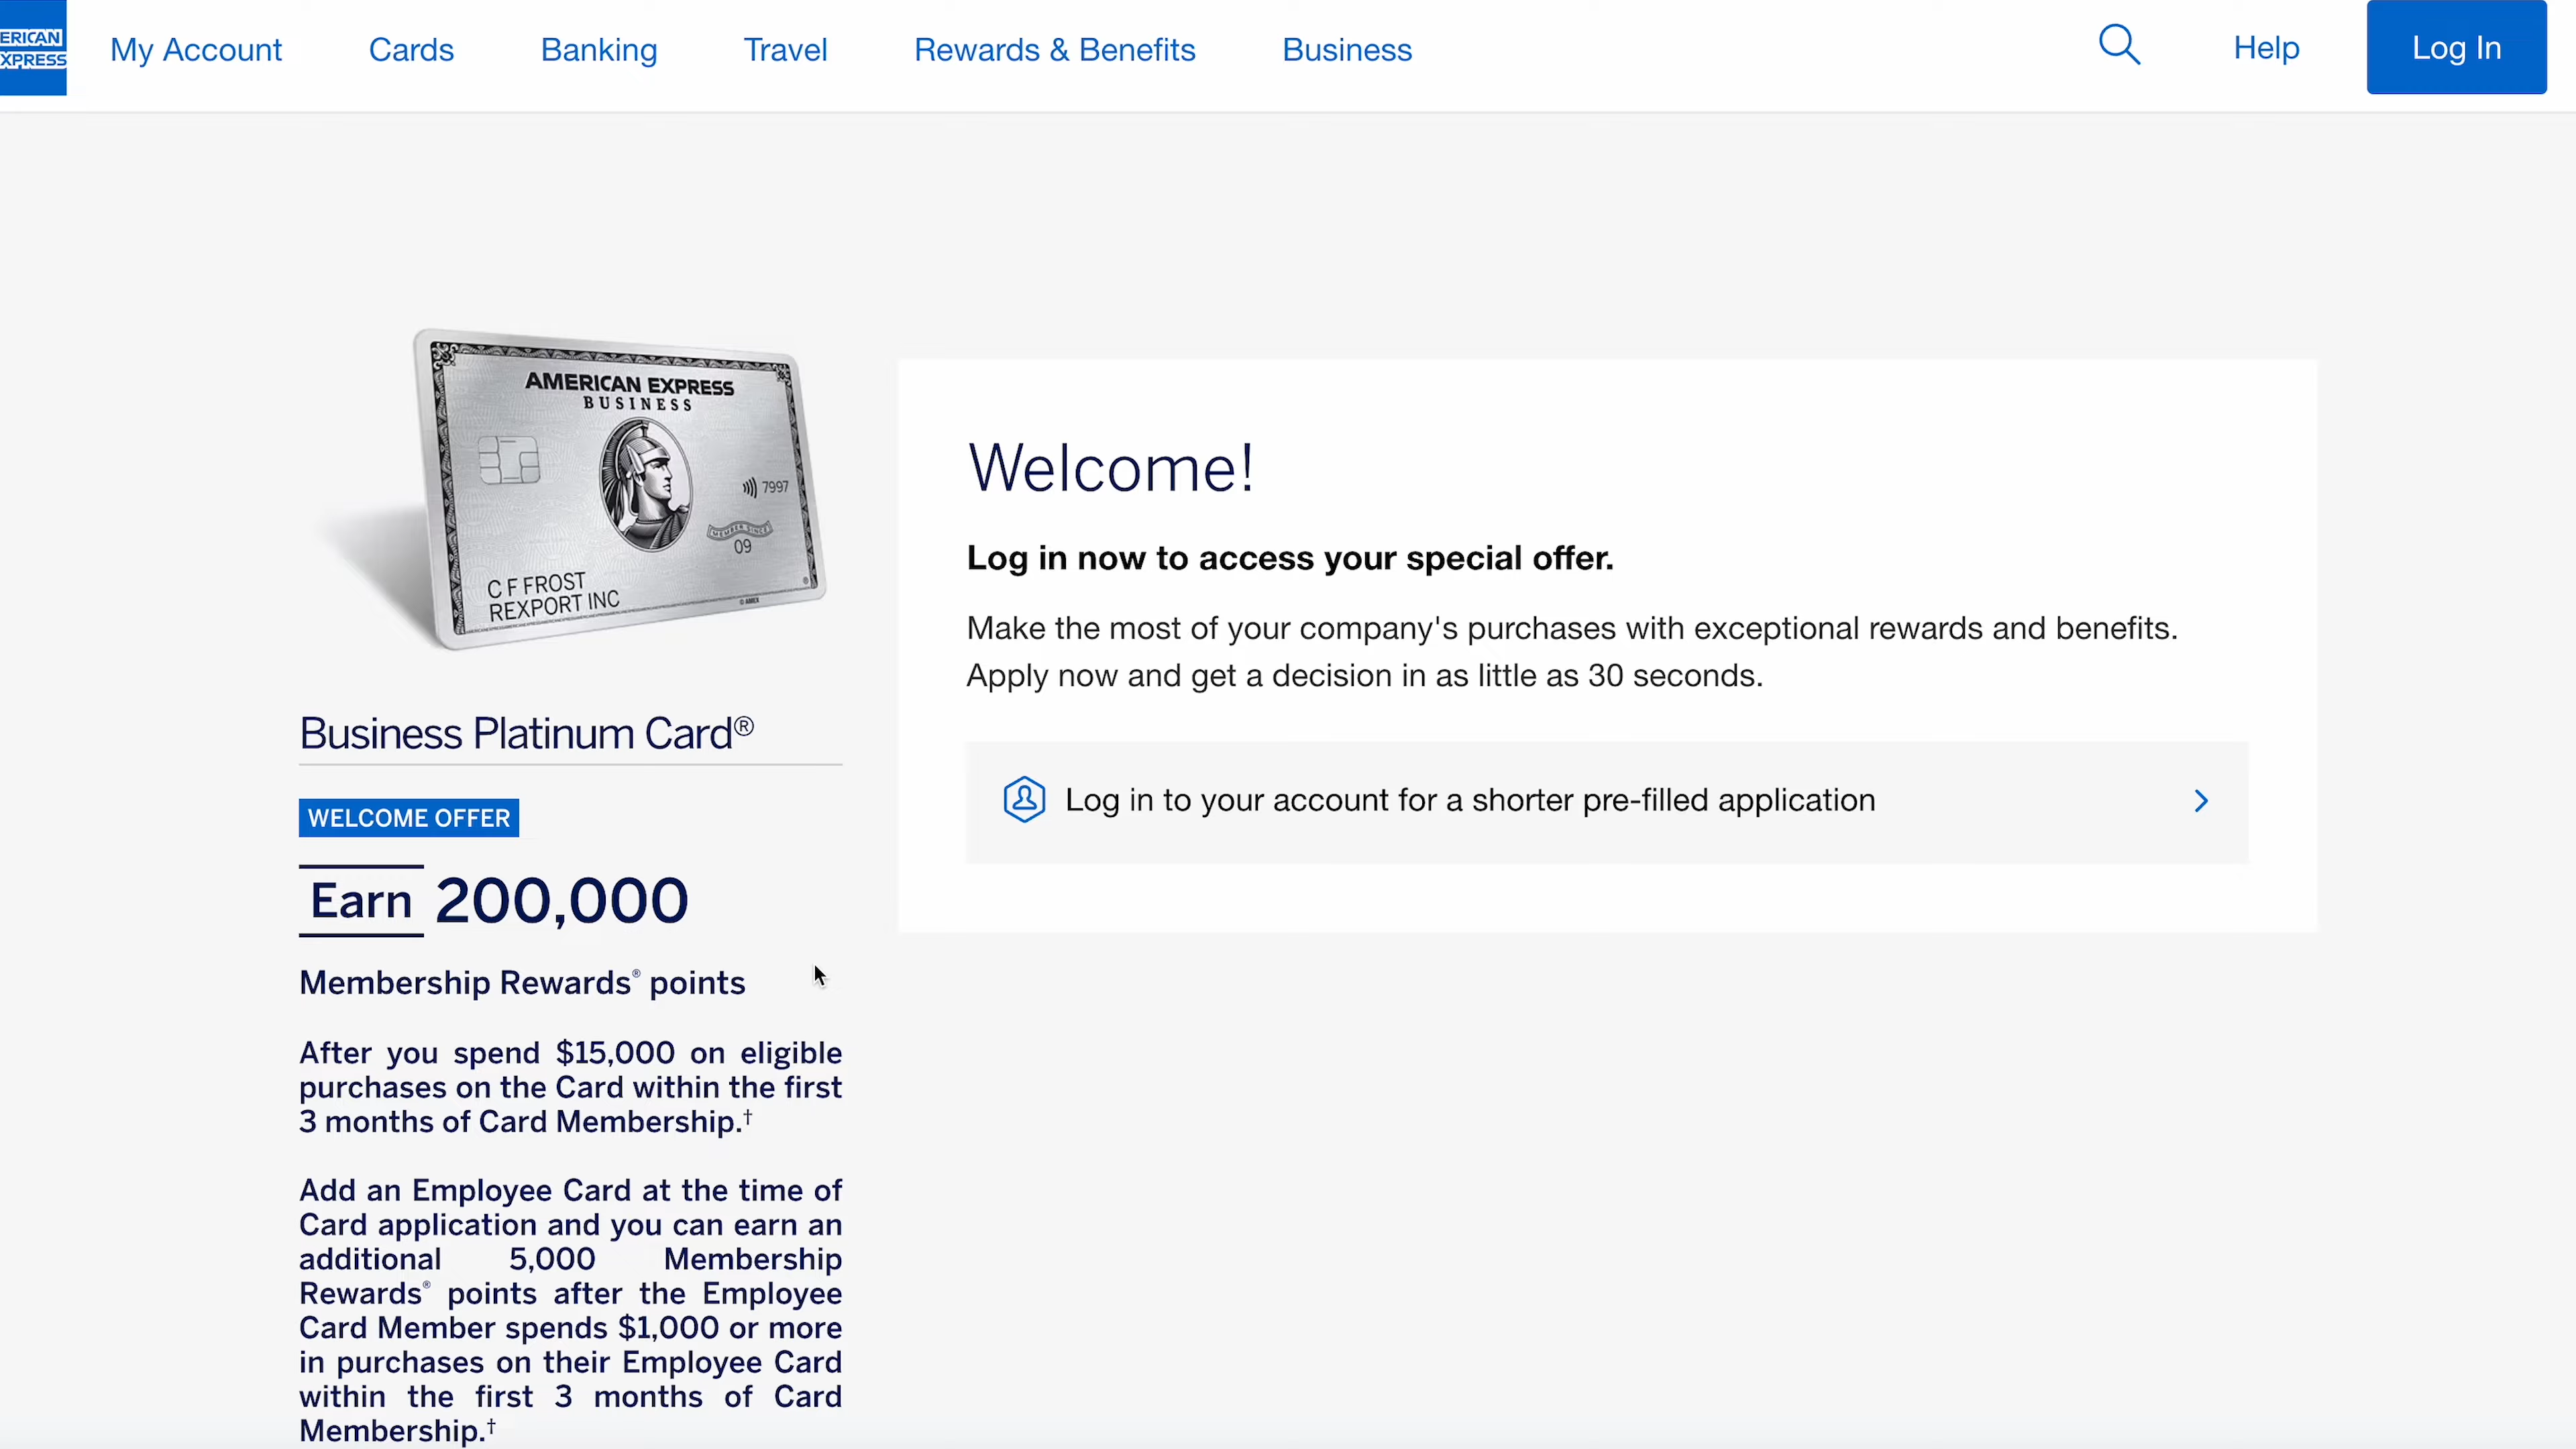 ERICAN
XPRESS
My Account
Cards
Banking
Travel
Rewards & Benefits
Business
Help
Log In
AMERICAN EXPRESS
BUSINESS
7997
MEMBER SINCE
09
C F FROST
REXPORT INC
® 
© AMEX
Business Platinum Card®
WELCOME OFFER
Earn 200,000
Membership Rewards® points
After you spend $15,000 on eligible
purchases on the Card within the first
3 months of Card Membership.†
Add an Employee Card at the time of
Card application and you can earn an
additional 5,000 Membership
Rewards® points after the Employee
Card Member spends $1,000 or more
in purchases on their Employee Card
within the first 3 months of Card
Membership.†
Welcome!
Log in now to access your special offer.
Make the most of your company's purchases with exceptional rewards and benefits.
Apply now and get a decision in as little as 30 seconds.
Log in to your account for a shorter pre-filled application